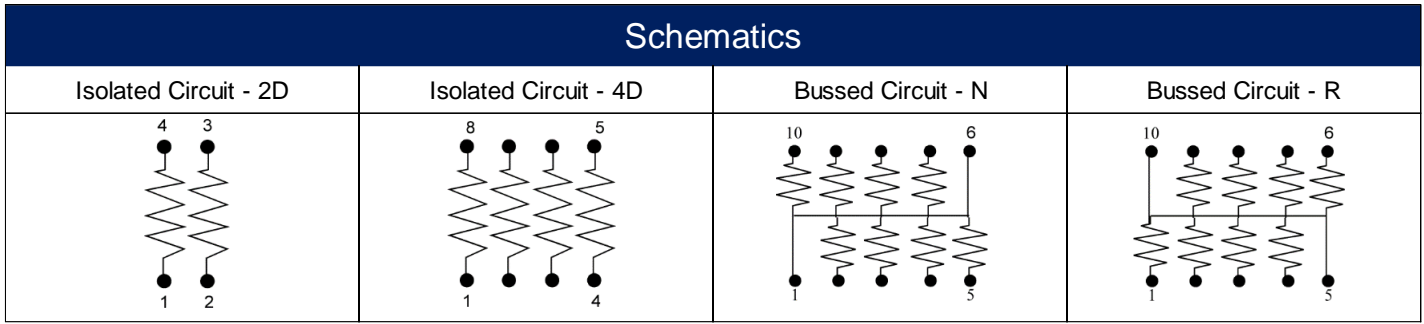 Schematics
Isolated Circuit - 2D
Isolated Circuit - 4D
Bussed Circuit - N
Bussed Circuit - R
4 3
1 2
8 5
1 4
10 6
1 5
10 6
1 5